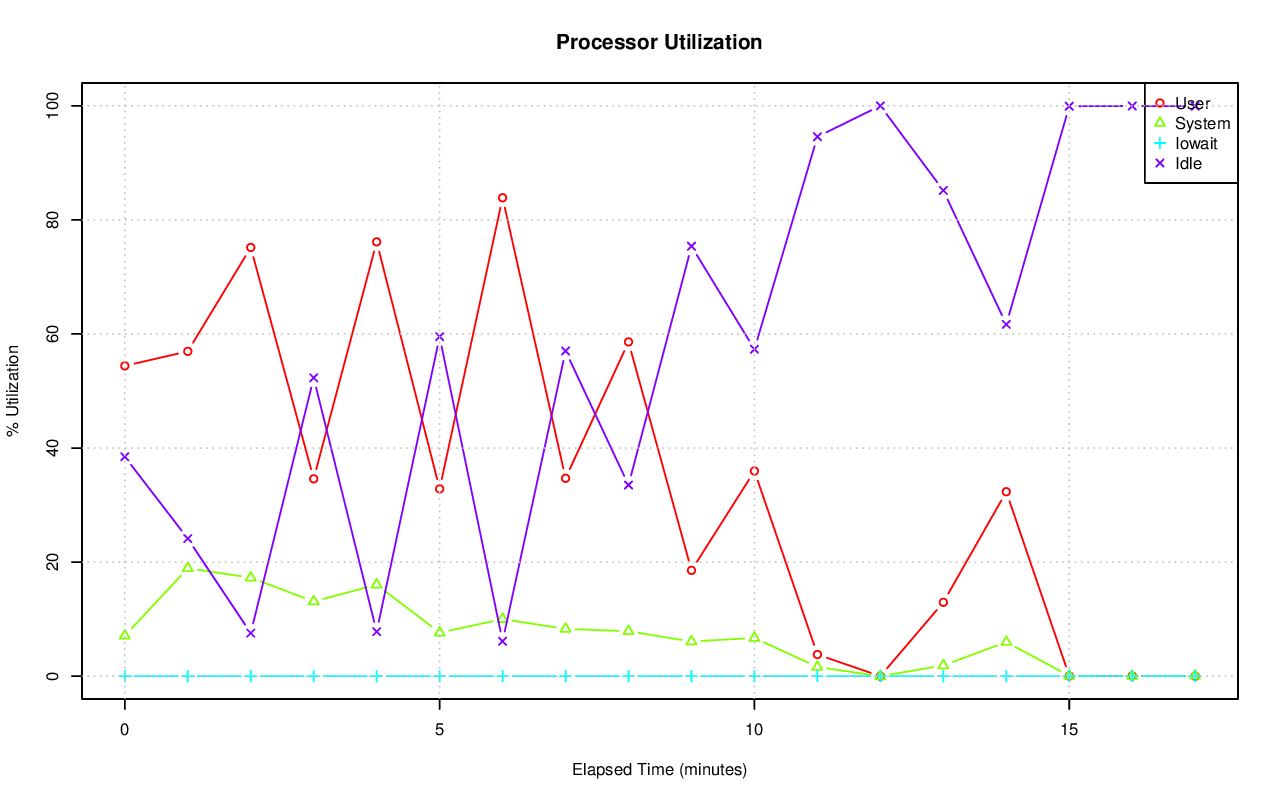 Processor Utilization
% Utilization
100
80
60
40
20
0
User
System
Iowait
Idle
0 5 10 15
Elapsed Time (minutes)